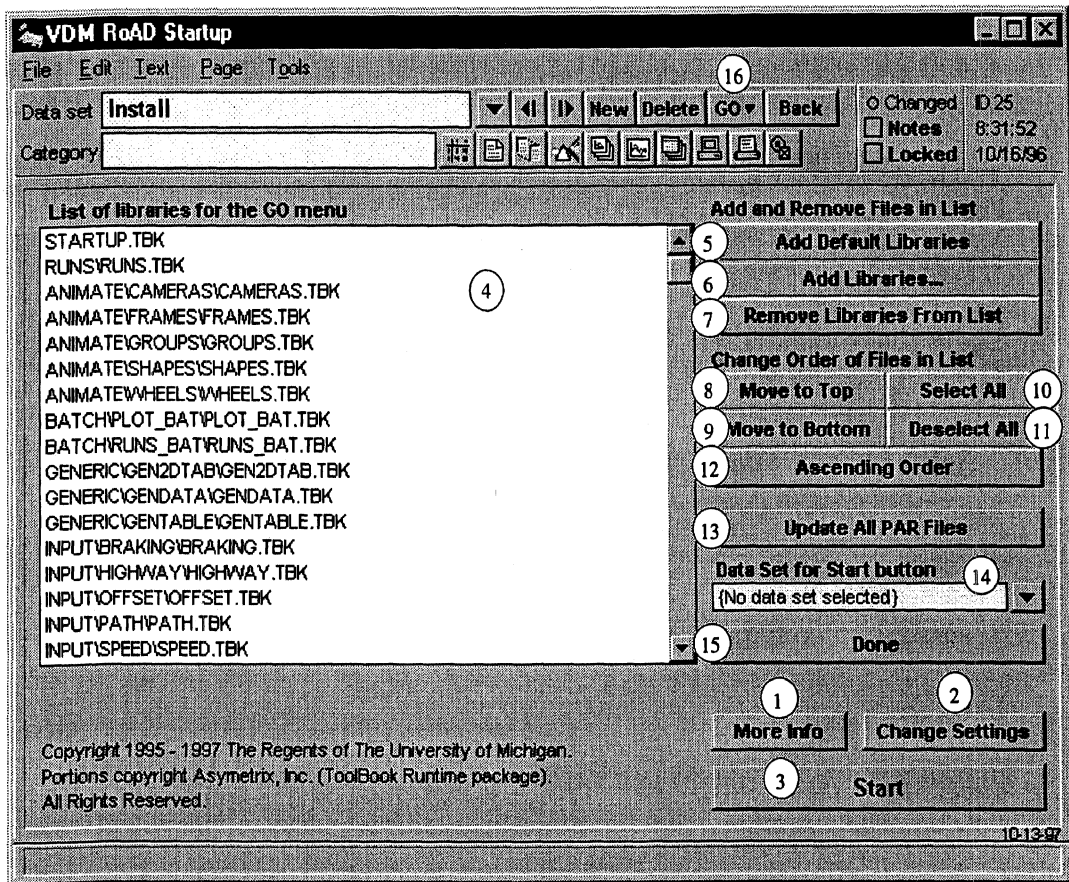 VDM RoAD Startup
File Edit Text Page Tools
16
Data set Install New Delete GO Back
Changed ID 25
Notes 8:31:52
Category
Locked 10/16/96
List of libraries for the GO menu
Add and Remove Files in List
STARTUP.TBK
RUNS\RUNS.TBK
ANIMATE\CAMERAS\CAMERAS.TBK
ANIMATE\FRAMES\FRAMES.TBK
ANIMATE\GROUPS\GROUPS.TBK
ANIMATE\SHAPES\SHAPES.TBK
ANIMATE\WHEELS\WHEELS.TBK
BATCH\PLOT_BAT\PLOT_BAT.TBK
BATCH\RUNS_BAT\RUNS_BAT.TBK
GENERIC\GEN2DTAB\GEN2DTAB.TBK
GENERIC\GENDATA\GENDATA.TBK
GENERIC\GENTABLE\GENTABLE.TBK
INPUT\BRAKING\BRAKING.TBK
INPUT\HIGHWAY\HIGHWAY.TBK
INPUT\OFFSET\OFFSET.TBK
INPUT\PATH\PATH.TBK
INPUT\SPEED\SPEED.TBK
4
5 Add Default Libraries
6 Add Libraries...
7 Remove Libraries From List
Change Order of Files in List
8 Move to Top Select All 10
9 Move to Bottom Deselect All 11
12 Ascending Order
13 Update All PAR Files
Data Set for Start button 14
{No data set selected}
15 Done
1 2
More Info Change Settings
3 Start
Copyright 1995 - 1997 The Regents of The University of Michigan.
Portions copyright Asymetrix, Inc. (ToolBook Runtime package).
All Rights Reserved.
10-13-97